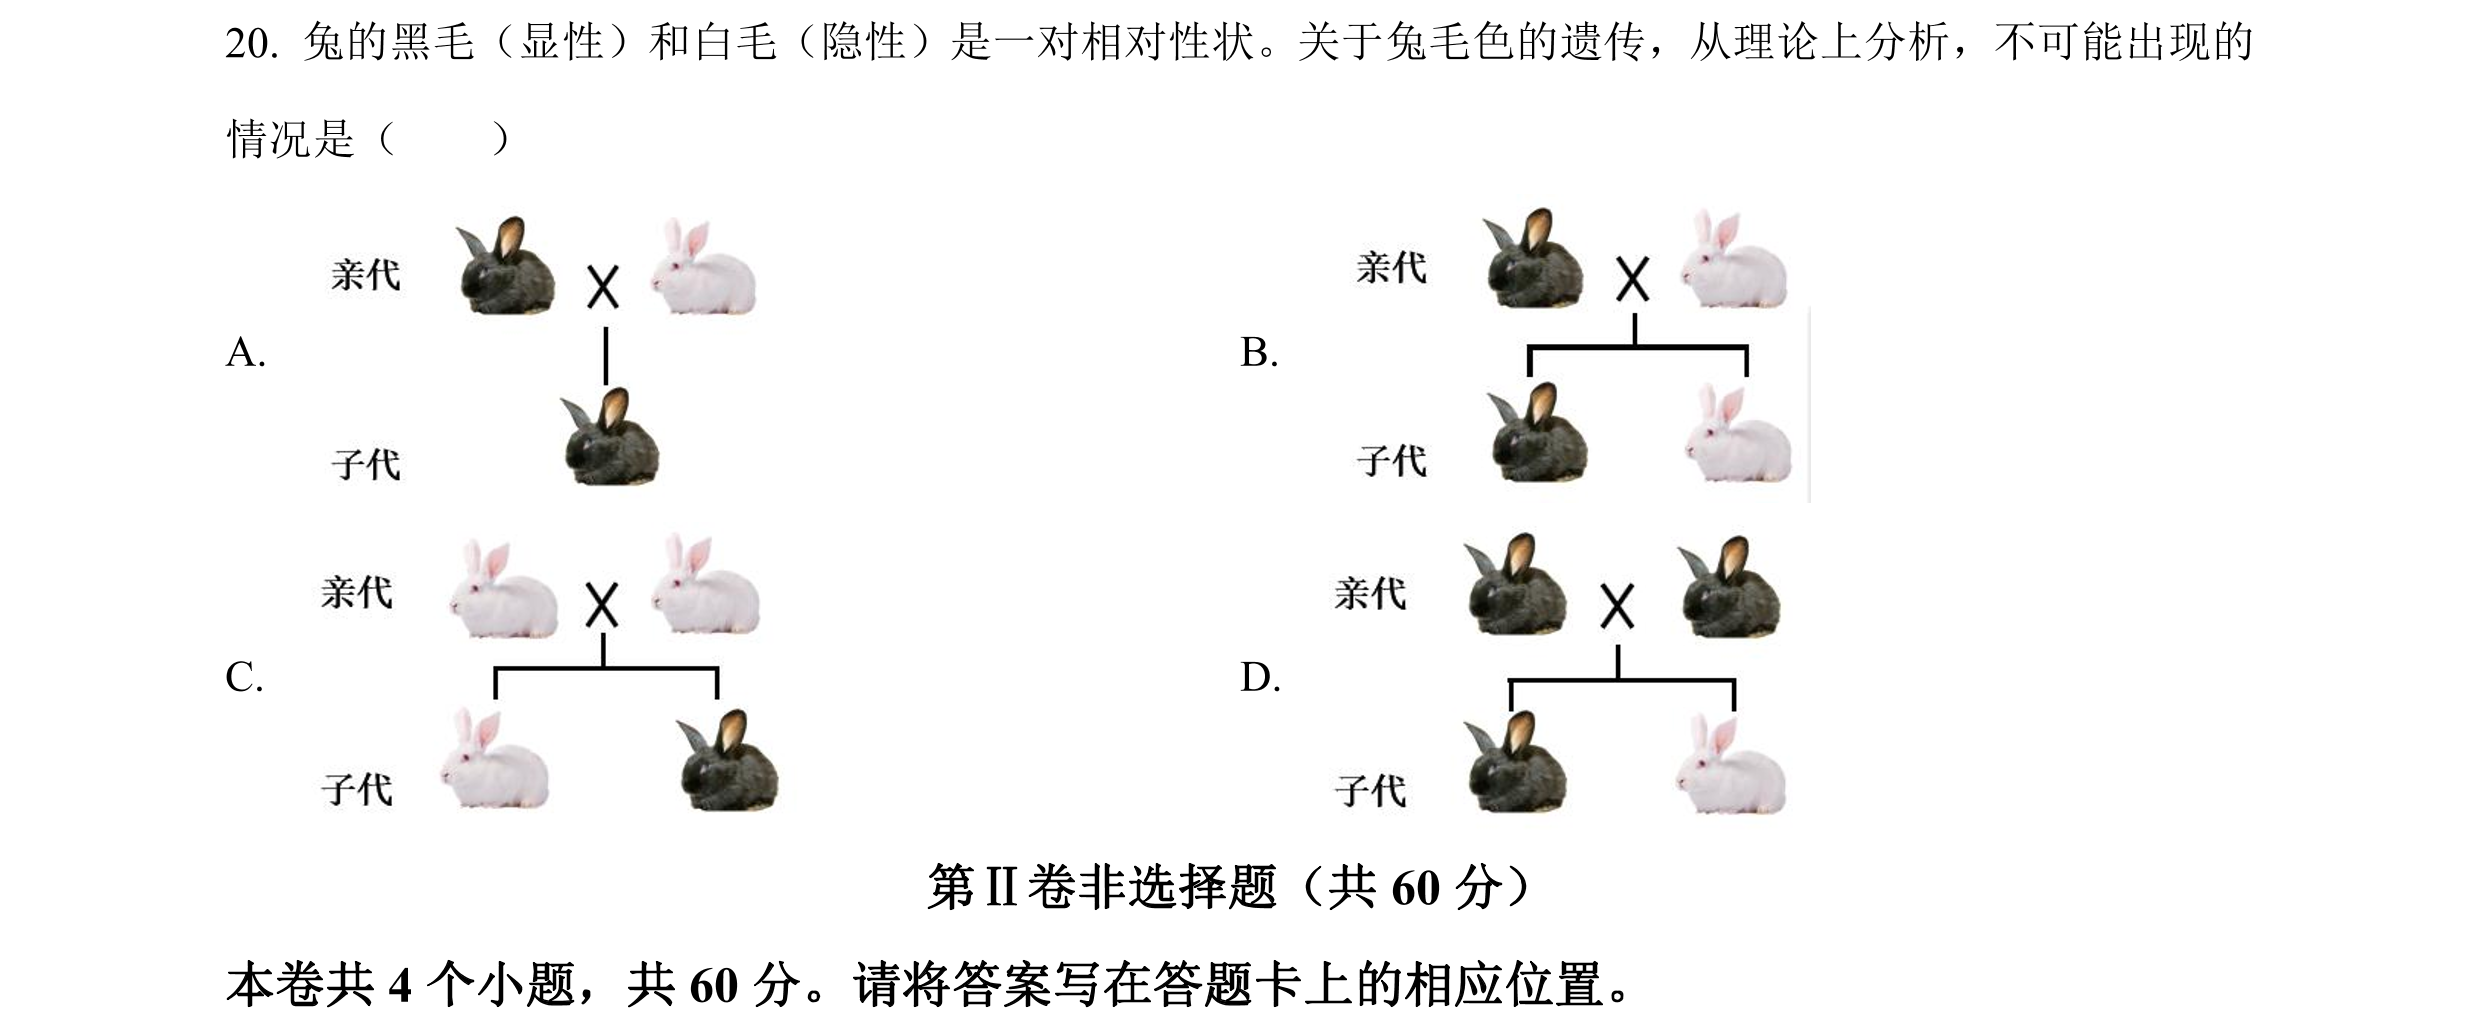 20. 兔的黑毛（显性）和白毛（隐性）是一对相对性状。关于兔毛色的遗传，从理论上分析，不可能出现的
情况是（　　）
A.
亲代
X
子代
B.
亲代
X
子代
C.
亲代
X
子代
D.
亲代
X
子代
第Ⅱ卷非选择题（共 60 分）
本卷共 4 个小题，共 60 分。请将答案写在答题卡上的相应位置。